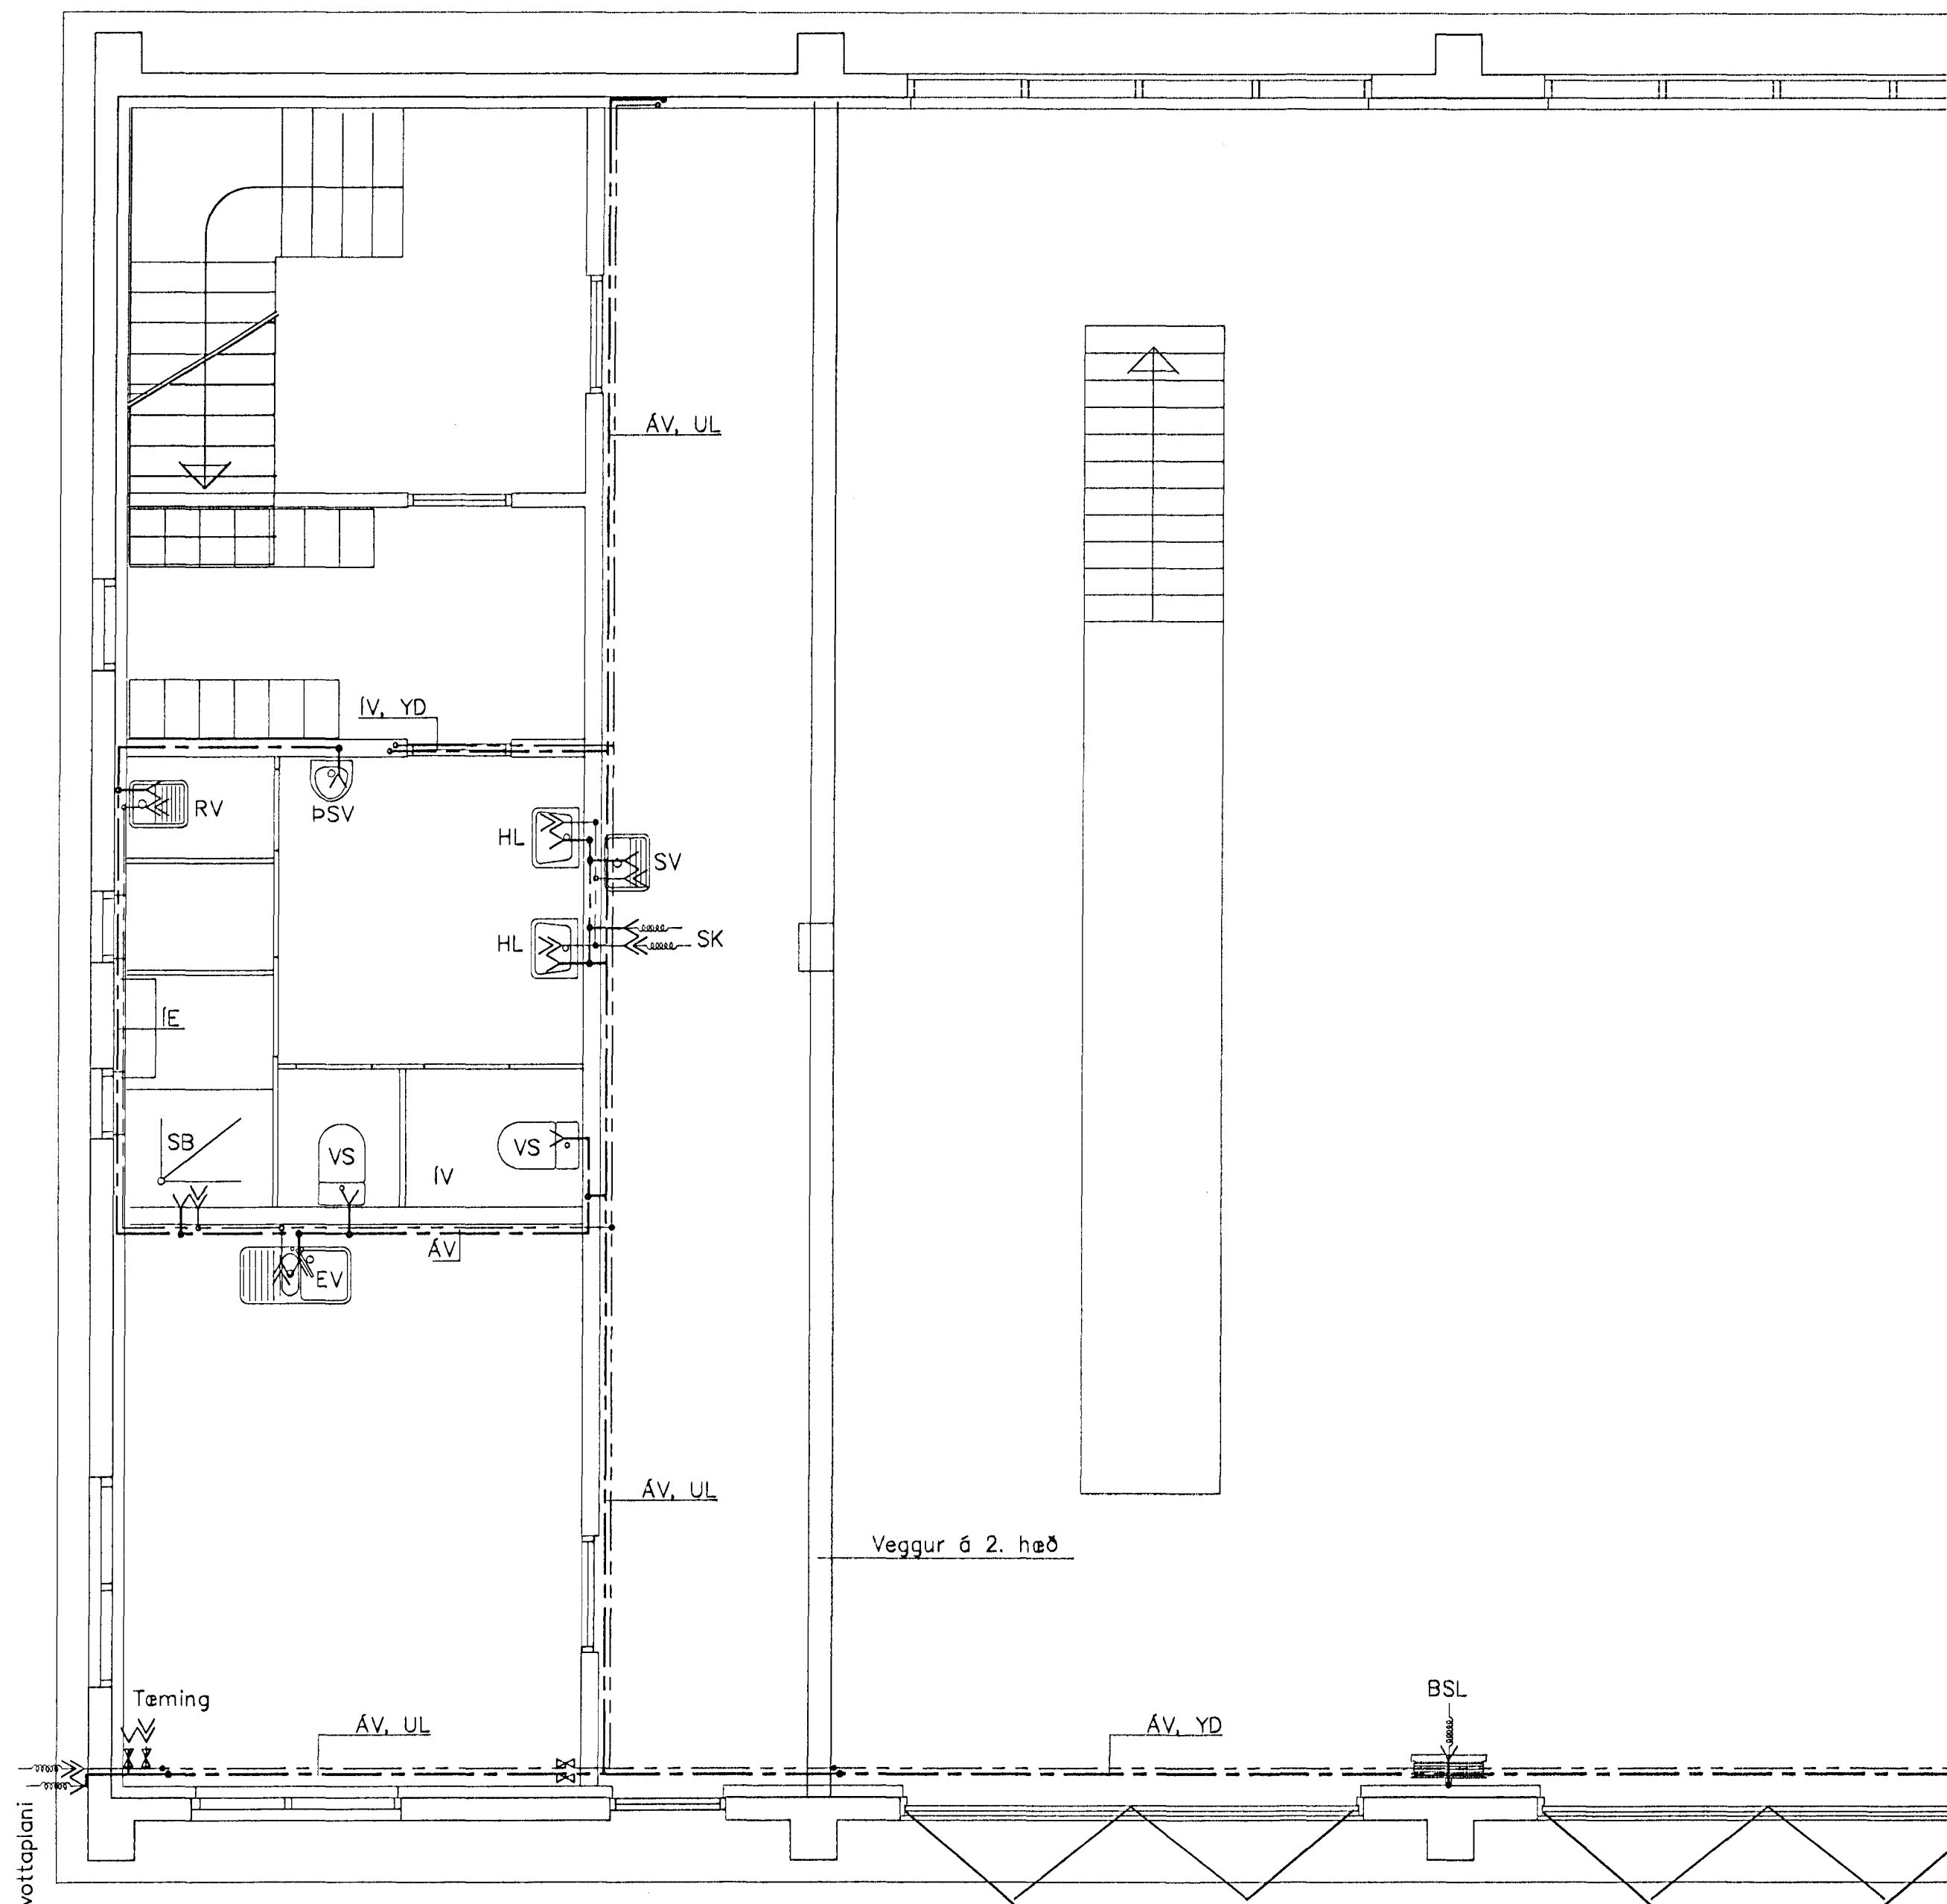 ÁV, UL
ÍV, YD
RV
ÞSV
HL
SV
HL
SK
ÍE
SB
VS
ÍV
VS
ÁV
EV
ÁV, UL
Veggur á 2. hæð
Tæming
ÁV, UL
ÁV, YD
BSL
vottaplani